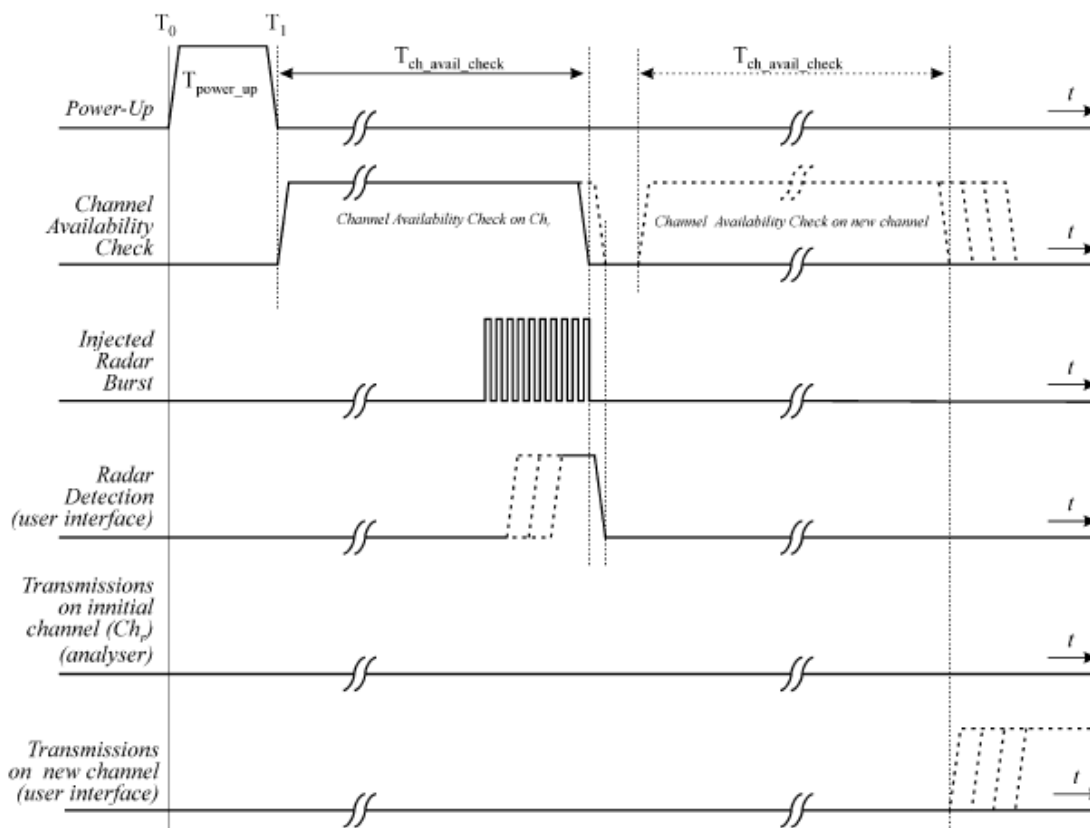 T0 T1
Tch_avail_check Tch_avail_check
Tpower_up
Power-Up
t
Channel
Availability
Check
Channel Availability Check on Chr
Channel Availability Check on new channel
t
Injected
Radar
Burst
t
Radar
Detection
(user interface)
t
Transmissions
on innitial
channel (Chr)
(analyser)
t
Transmissions
on new channel
(user interface)
t